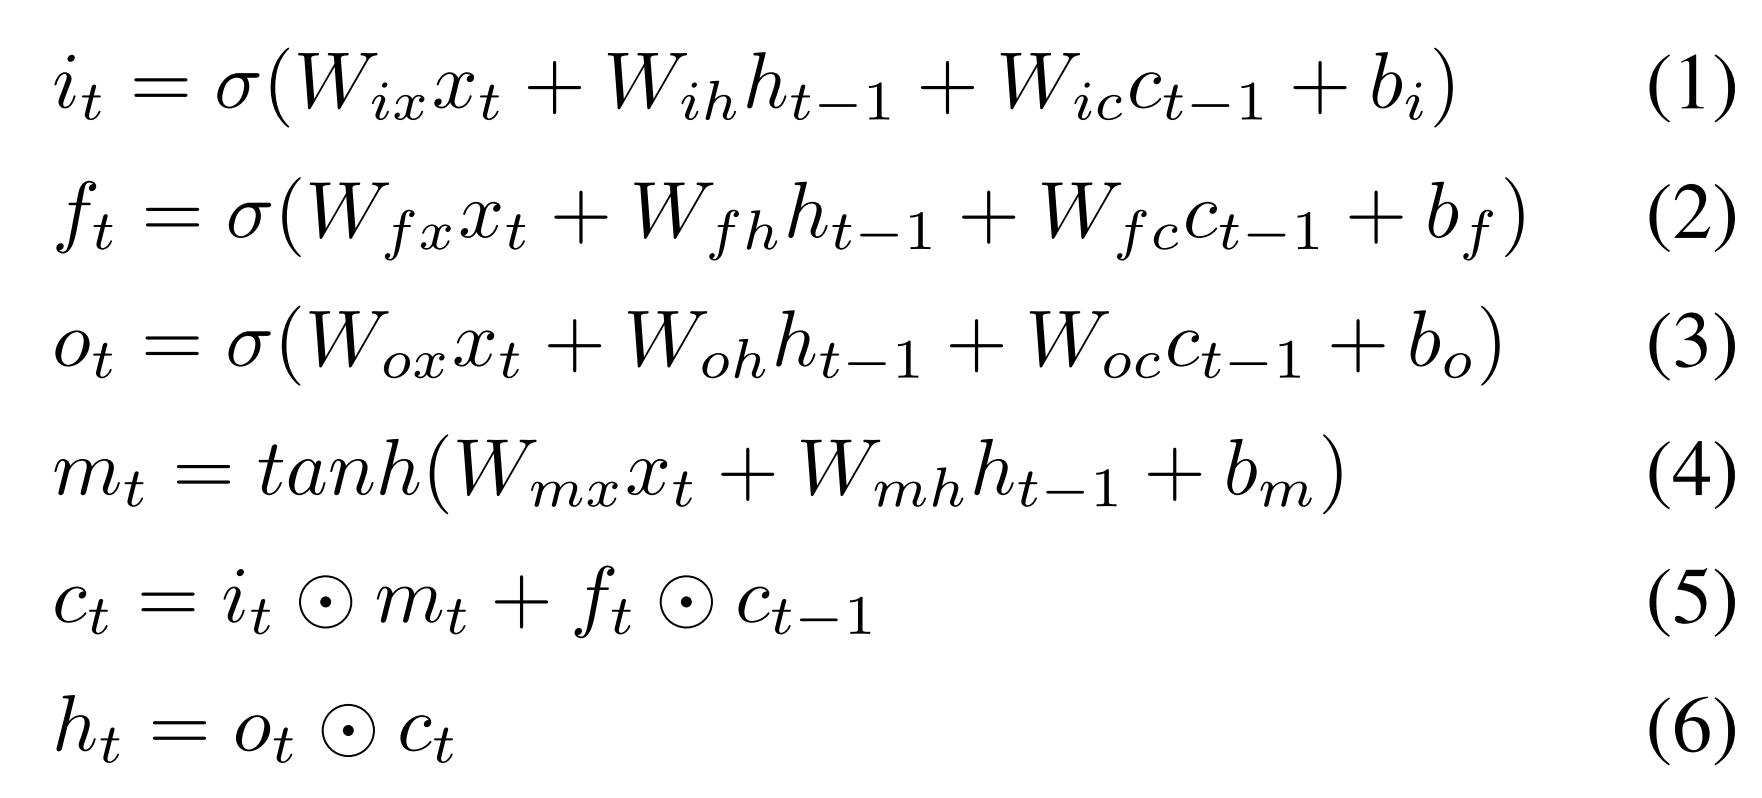 i_t = σ(W_{ix}x_t + W_{ih}h_{t−1} + W_{ic}c_{t−1} + b_i) (1)
f_t = σ(W_{fx}x_t + W_{fh}h_{t−1} + W_{fc}c_{t−1} + b_f) (2)
o_t = σ(W_{ox}x_t + W_{oh}h_{t−1} + W_{oc}c_{t−1} + b_o) (3)
m_t = tanh(W_{mx}x_t + W_{mh}h_{t−1} + b_m) (4)
c_t = i_t ⊙ m_t + f_t ⊙ c_{t−1} (5)
h_t = o_t ⊙ c_t (6)